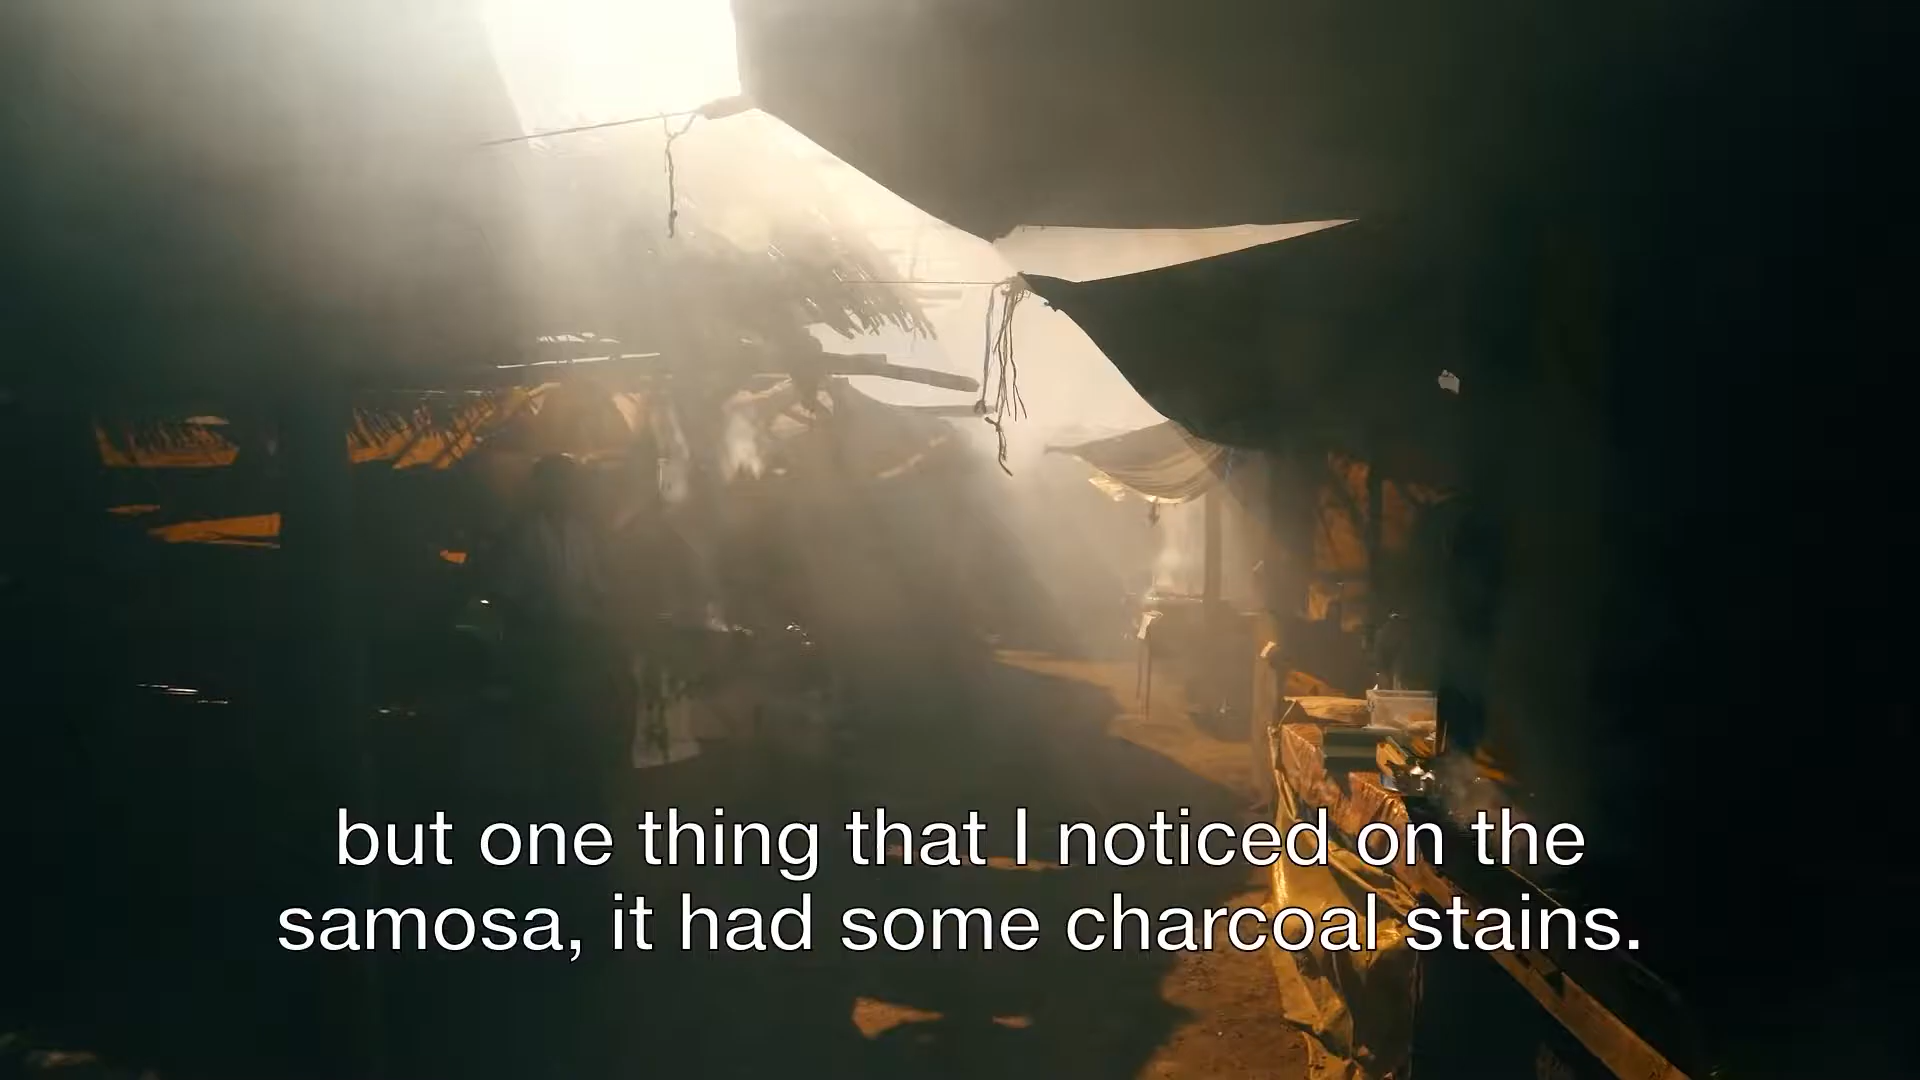 but one thing that I noticed on the
samosa, it had some charcoal stains.